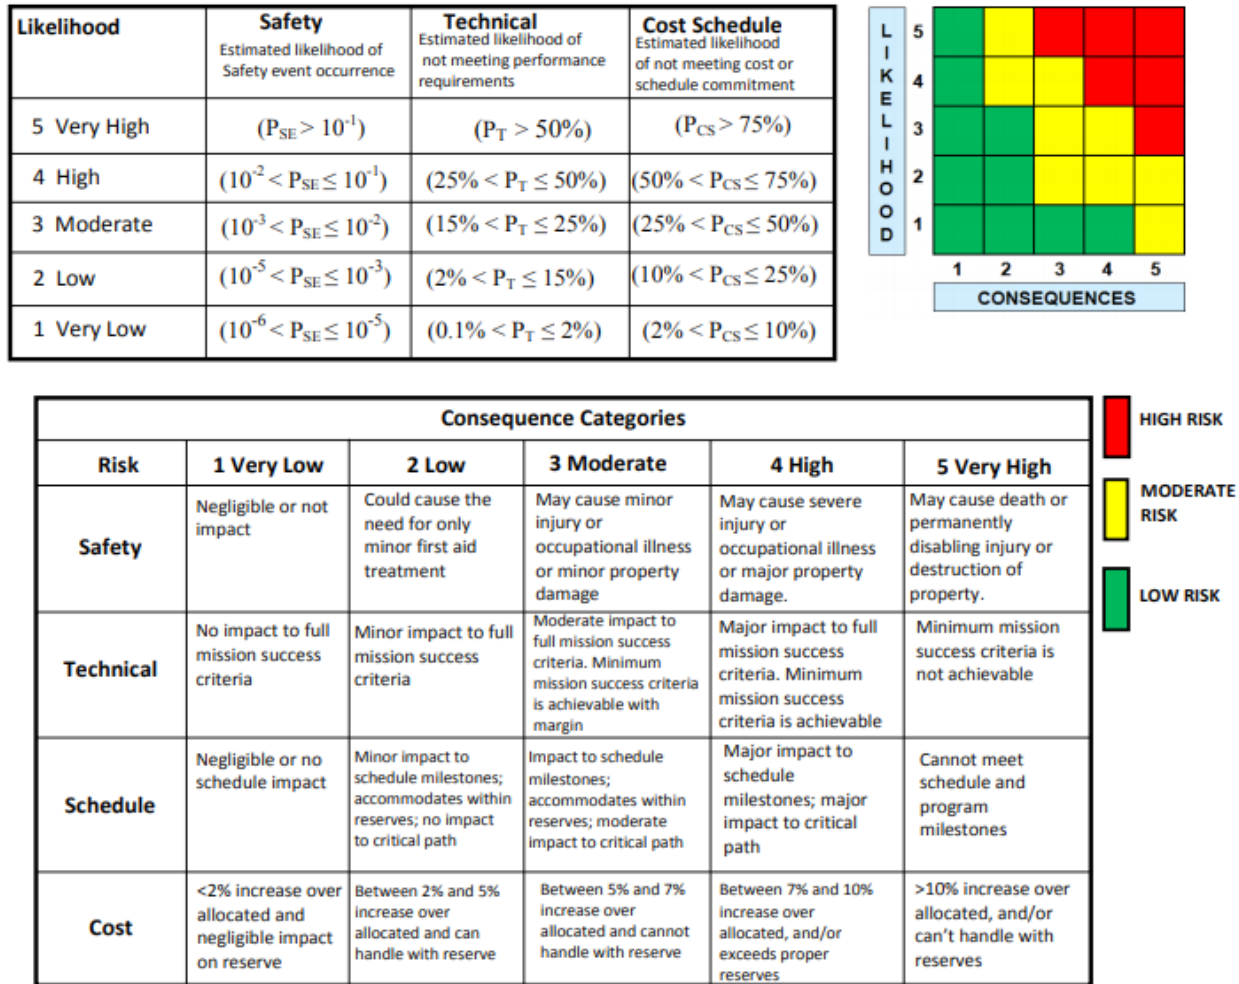 Likelihood
Safety
Estimated likelihood of
Safety event occurrence
Technical
Estimated likelihood of
not meeting performance
requirements
Cost Schedule
Estimated likelihood
of not meeting cost or
schedule commitment
5 Very High
(P_SE > 10^-1)
(P_T > 50%)
(P_CS > 75%)
4 High
(10^-2 < P_SE ≤ 10^-1)
(25% < P_T ≤ 50%)
(50% < P_CS ≤ 75%)
3 Moderate
(10^-3 < P_SE ≤ 10^-2)
(15% < P_T ≤ 25%)
(25% < P_CS ≤ 50%)
2 Low
(10^-5 < P_SE ≤ 10^-3)
(2% < P_T ≤ 15%)
(10% < P_CS ≤ 25%)
1 Very Low
(10^-6 < P_SE ≤ 10^-5)
(0.1% < P_T ≤ 2%)
(2% < P_CS ≤ 10%)
LIKELIHOOD
5
4
3
2
1
1 2 3 4 5
CONSEQUENCES
Consequence Categories
Risk
1 Very Low
2 Low
3 Moderate
4 High
5 Very High
Safety
Negligible or not
impact
Could cause the
need for only
minor first aid
treatment
May cause minor
injury or
occupational illness
or minor property
damage
May cause severe
injury or
occupational illness
or major property
damage.
May cause death or
permanently
disabling injury or
destruction of
property.
Technical
No impact to full
mission success
criteria
Minor impact to full
mission success
criteria
Moderate impact to
full mission success
criteria. Minimum
mission success criteria
is achievable with
margin
Major impact to full
mission success
criteria. Minimum
mission success
criteria is achievable
Minimum mission
success criteria is
not achievable
Schedule
Negligible or no
schedule impact
Minor impact to
schedule milestones;
accommodates within
reserves; no impact
to critical path
Impact to schedule
milestones;
accommodates within
reserves; moderate
impact to critical path
Major impact to
schedule
milestones; major
impact to critical
path
Cannot meet
schedule and
program
milestones
Cost
<2% increase over
allocated and
negligible impact
on reserve
Between 2% and 5%
increase over
allocated and can
handle with reserve
Between 5% and 7%
increase over
allocated and cannot
handle with reserve
Between 7% and 10%
increase over
allocated, and/or
exceeds proper
reserves
>10% increase over
allocated, and/or
can't handle with
reserves
HIGH RISK
MODERATE
RISK
LOW RISK